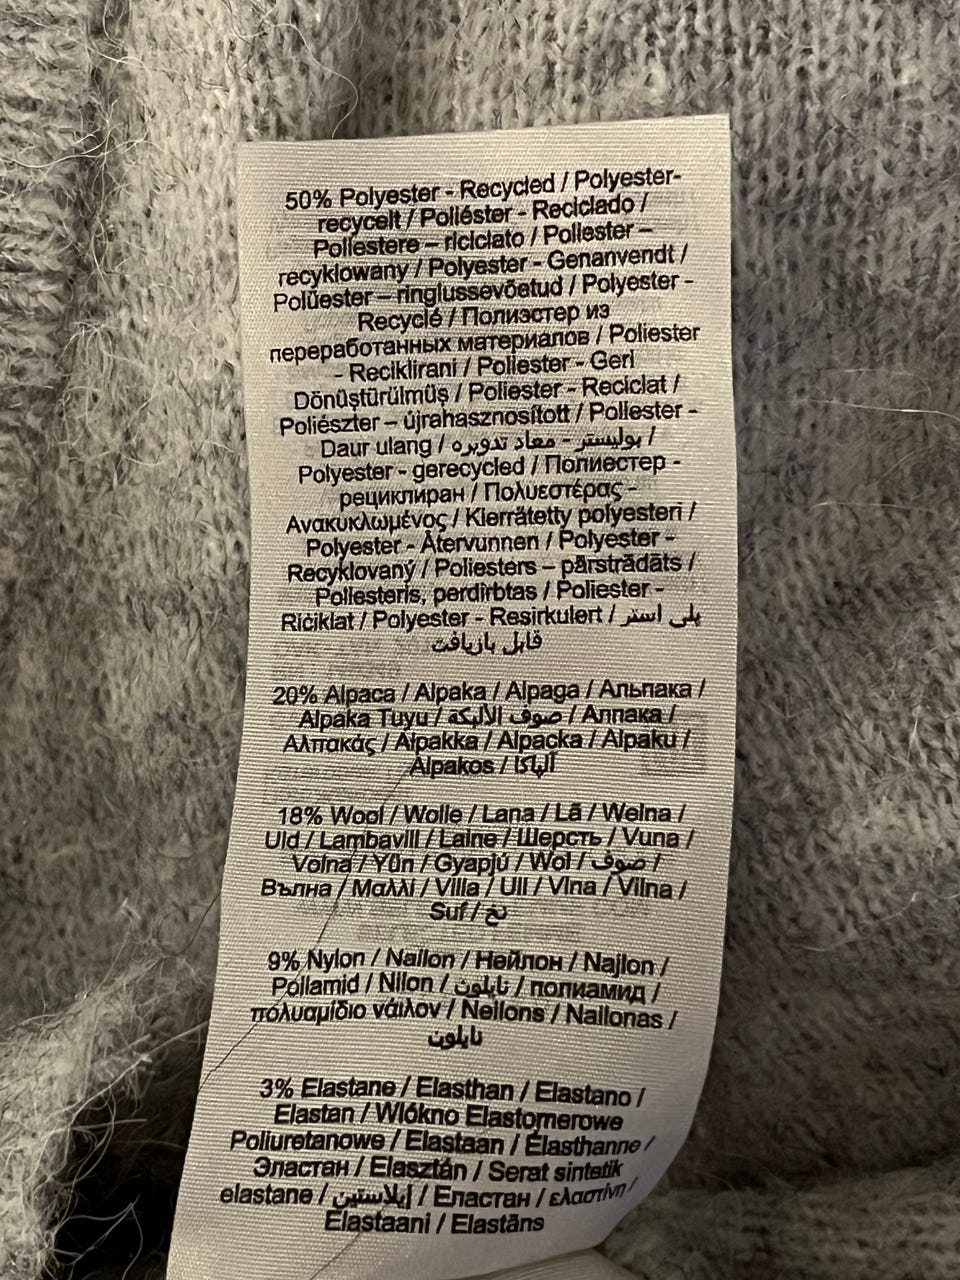 50% Polyester - Recycled / Polyester-
recycelt / Poliéster - Reciclado /
Poliestere – riciclato / Poliester –
recyklowany / Polyester - Genanvendt /
Polüester – ringlussevõetud / Polyester -
Recyclé / Полиэстер из
переработанных материалов / Poliester
- Reciklirani / Poliester - Geri
Dönüştürülmüş / Poliester - Reciclat /
Poliészter – újrahasznosított / Poliester -
Daur ulang / بوليستر - معاد تدويره /
Polyester - gerecycled / Полиестер -
рециклиран / Πολυεστέρας -
Ανακυκλωμένος / Kierrätetty polyesteri /
Polyester - Återvunnen / Polyester -
Recyklovaný / Poliesters – pārstrādāts /
Poliesteris, perdirbtas / Poliester -
Riċiklat / Polyester - Resirkulert / پلی استر
قابل بازیافت
20% Alpaca / Alpaka / Alpaga / Альпака /
Alpaka Tuyu / صوف الألبكة / Алпака /
Αλπακάς / Alpakka / Alpacka / Alpaku /
Alpakos / آلپاکا
18% Wool / Wolle / Lana / Lã / Wełna /
Uld / Lambavill / Laine / Шерсть / Vuna /
Volna / Yün / Gyapjú / Wol / صوف /
Вълна / Μαλλί / Villa / Ull / Vlna / Vilna /
Suf / نخ
9% Nylon / Nailon / Нейлон / Najlon /
Poliamid / Nilon / نايلون / полиамид /
πολυαμίδιο νάιλον / Neilons / Nailonas /
نایلون
3% Elastane / Elasthan / Elastano /
Elastan / Włókno Elastomerowe
Poliuretanowe / Elastaan / Élasthanne /
Эластан / Elasztán / Serat sintetik
elastane / إيلاستين / Еластан / ελαστίνη /
Elastaani / Elastāns